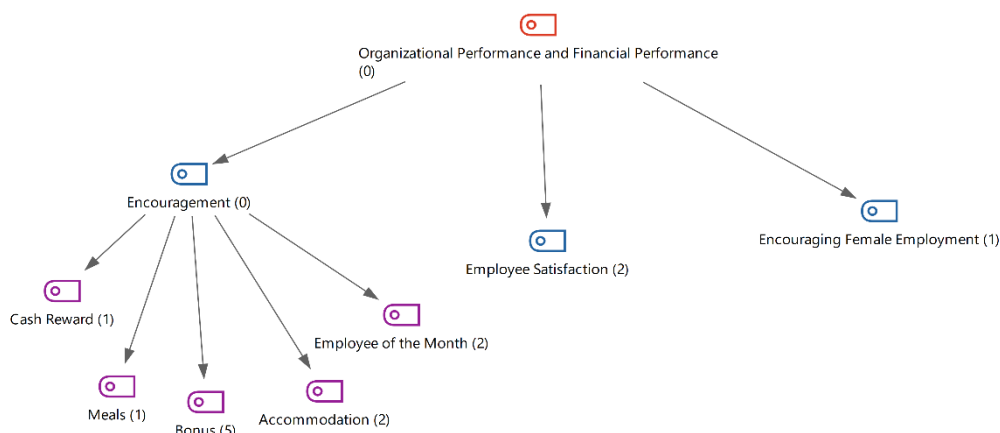 Organizational Performance and Financial Performance
(0)
Encouragement (0)
Employee Satisfaction (2)
Encouraging Female Employment (1)
Cash Reward (1)
Employee of the Month (2)
Meals (1)
Bonus (5)
Accommodation (2)